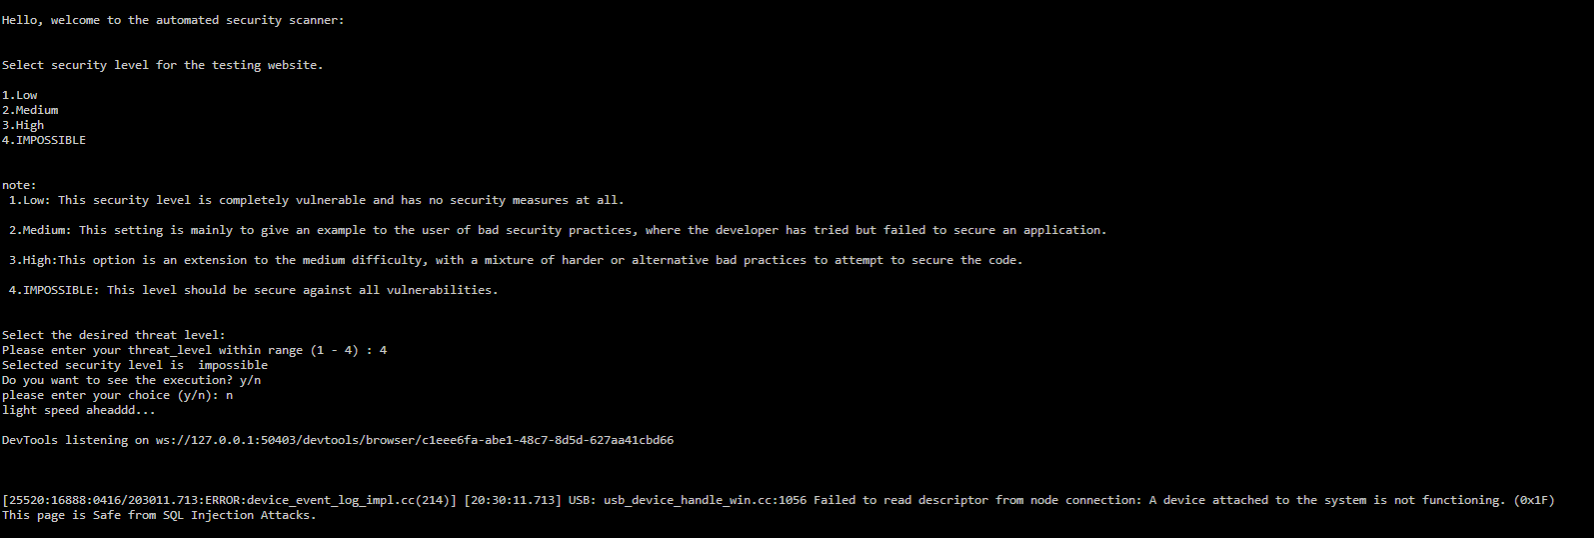 Hello, welcome to the automated security scanner:
Select security level for the testing website.
1.Low
2.Medium
3.High
4.IMPOSSIBLE
note:
1.Low: This security level is completely vulnerable and has no security measures at all.
2.Medium: This setting is mainly to give an example to the user of bad security practices, where the developer has tried but failed to secure an application.
3.High:This option is an extension to the medium difficulty, with a mixture of harder or alternative bad practices to attempt to secure the code.
4.IMPOSSIBLE: This level should be secure against all vulnerabilities.
Select the desired threat level:
Please enter your threat_level within range (1 - 4) : 4
Selected security level is  impossible
Do you want to see the execution? y/n
please enter your choice (y/n): n
light speed aheaddd...
DevTools listening on ws://127.0.0.1:50403/devtools/browser/c1eee6fa-abe1-48c7-8d5d-627aa41cbd66
[25520:16888:0416/203011.713:ERROR:device_event_log_impl.cc(214)] [20:30:11.713] USB: usb_device_handle_win.cc:1056 Failed to read descriptor from node connection: A device attached to the system is not functioning. (0x1F)
This page is Safe from SQL Injection Attacks.